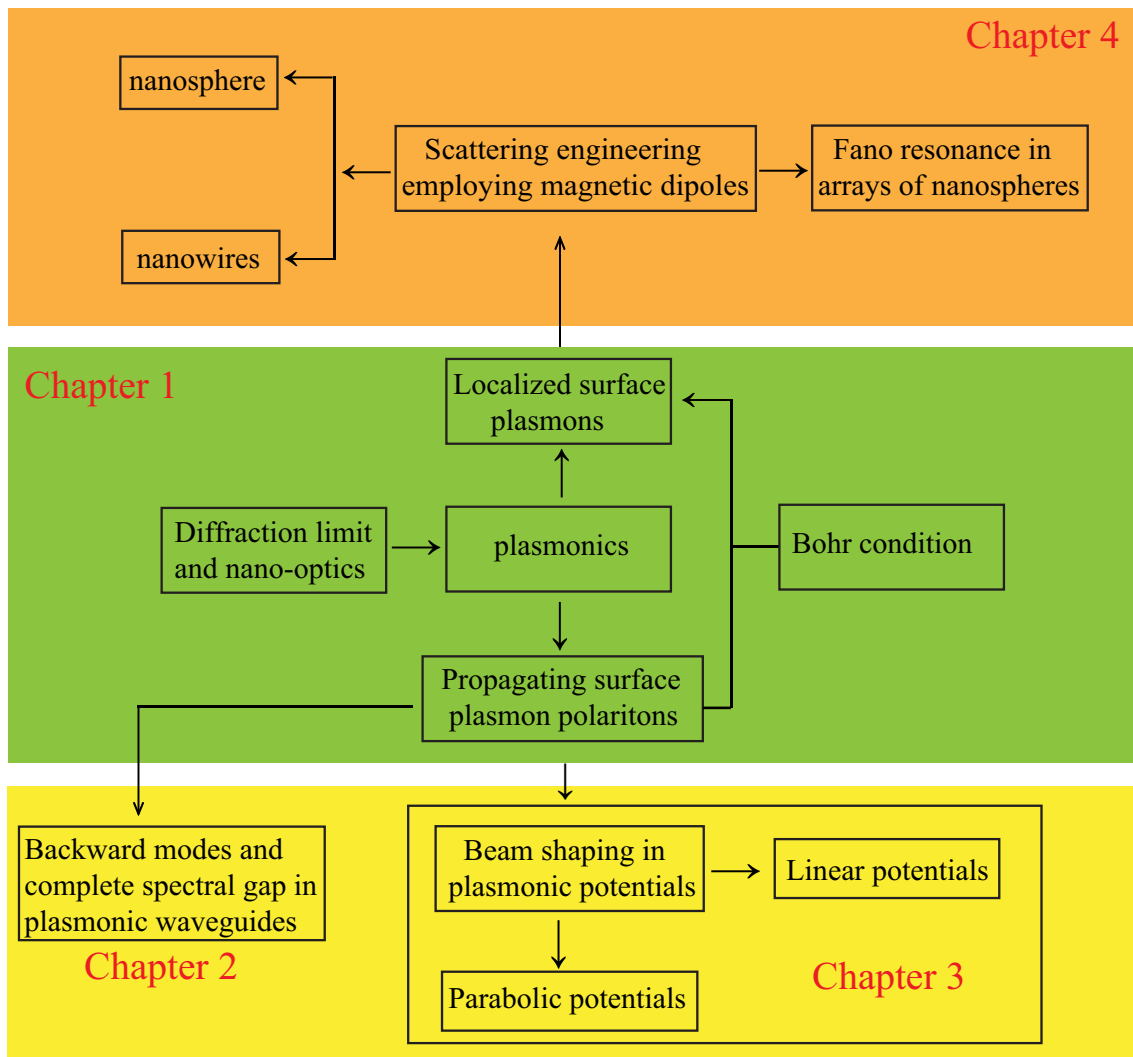 Chapter 4
nanosphere
Scattering engineering
employing magnetic dipoles
Fano resonance in
arrays of nanospheres
nanowires
Chapter 1
Localized surface
plasmons
Diffraction limit
and nano-optics
plasmonics
Bohr condition
Propagating surface
plasmon polaritons
Backward modes and
complete spectral gap in
plasmonic waveguides
Chapter 2
Beam shaping in
plasmonic potentials
Linear potentials
Parabolic potentials
Chapter 3